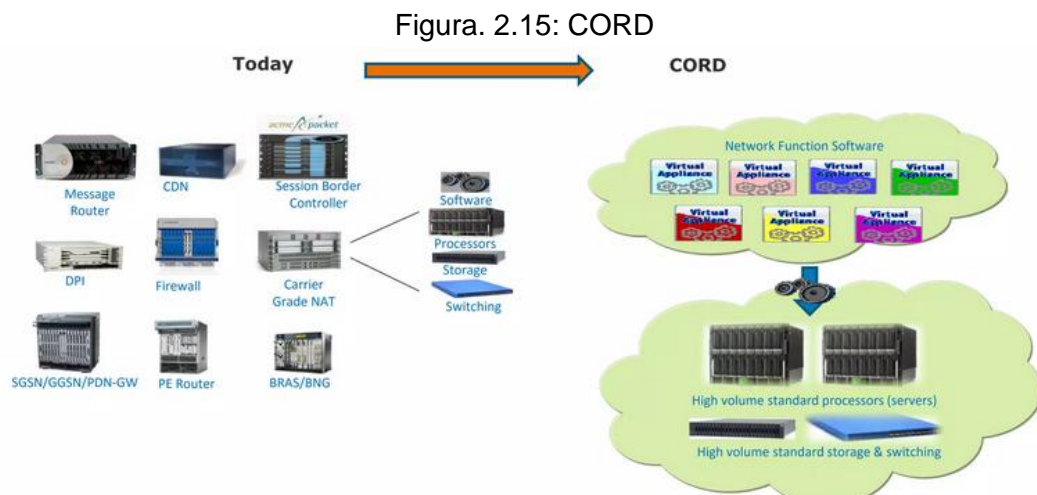 Figura. 2.15: CORD
Today
CORD
acme packet
Message
Router
CDN
Session Border
Controller
DPI
Firewall
Carrier
Grade NAT
SGSN/GGSN/PDN-GW
PE Router
BRAS/BNG
Software
Processors
Storage
Switching
Network Function Software
Virtual
Appliance
Virtual
Appliance
Virtual
Appliance
Virtual
Appliance
Virtual
Appliance
Virtual
Appliance
Virtual
Appliance
High volume standard processors (servers)
High volume standard storage & switching